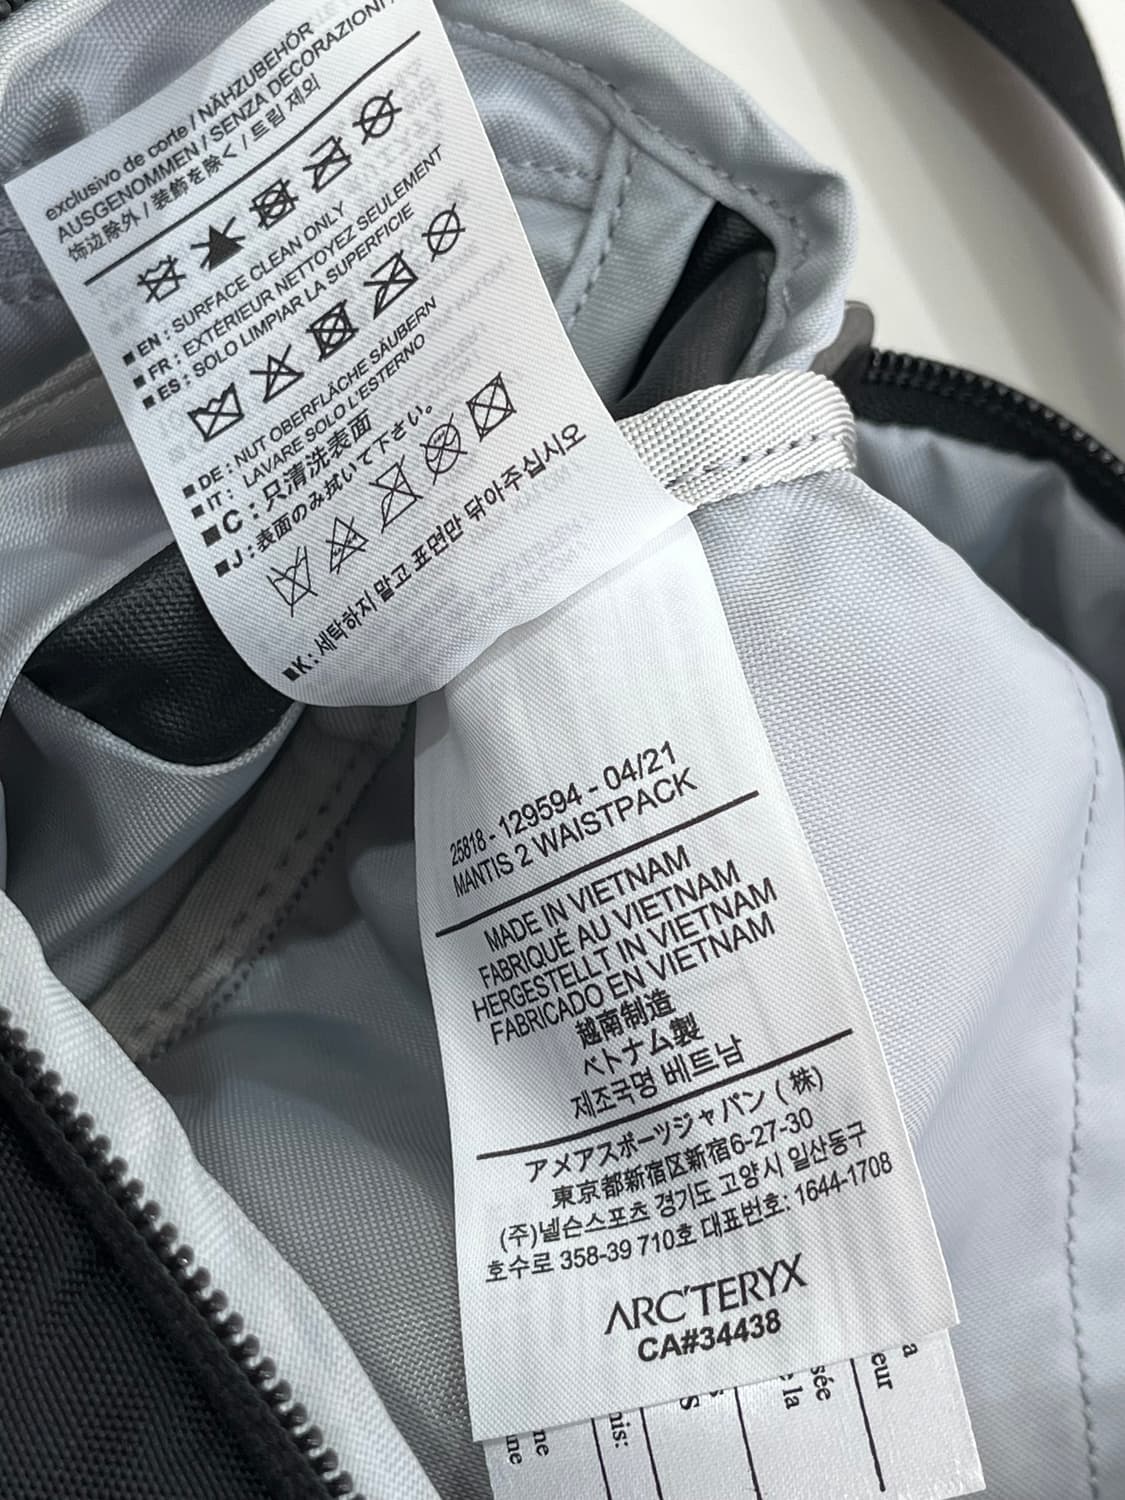 exclusivo de corte / NÄHZUBEHÖR
AUSGENOMMEN / SENZA DECORAZIONI /
饰边除外 / 装飾を除く / 트림 제외
■ EN : SURFACE CLEAN ONLY
■ FR : EXTÉRIEUR NETTOYEZ SEULEMENT
■ ES : SOLO LIMPIAR LA SUPERFICIE
■ DE : NUT OBERFLÄCHE SÄUBERN
■ IT : LAVARE SOLO L'ESTERNO
■ C : 只清洗表面
■ J : 表面のみ拭いて下さい。
■ K : 세탁하지 말고 표면만 닦아주십시오
25818 - 129594 - 04/21
MANTIS 2 WAISTPACK
MADE IN VIETNAM
FABRIQUÉ AU VIETNAM
HERGESTELLT IN VIETNAM
FABRICADO EN VIETNAM
越南制造
ベトナム製
제조국명 베트남
アメアスポーツジャパン (株)
東京都新宿区新宿6-27-30
(주)넬슨스포츠 경기도 고양시 일산동구
호수로 358-39 710호 대표번호: 1644-1708
ARC'TERYX
CA#34438